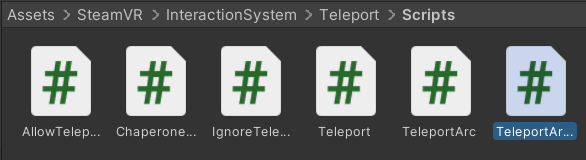 Assets > SteamVR > InteractionSystem > Teleport > Scripts
AllowTelep... Chaperone... IgnoreTele... Teleport TeleportArc TeleportAr...